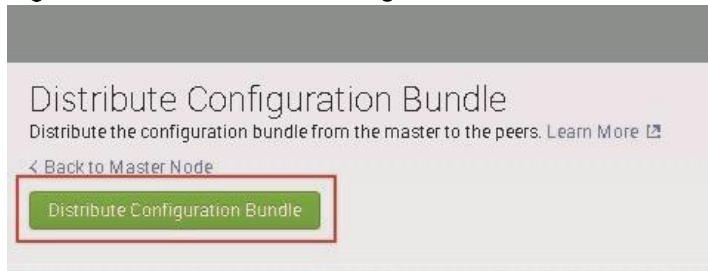 Distribute Configuration Bundle
Distribute the configuration bundle from the master to the peers. Learn More
< Back to Master Node
Distribute Configuration Bundle